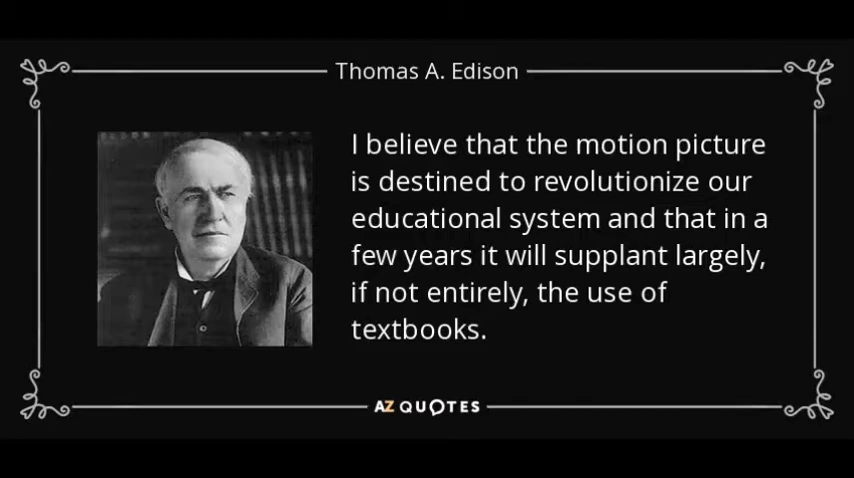 Thomas A. Edison
I believe that the motion picture
is destined to revolutionize our
educational system and that in a
few years it will supplant largely,
if not entirely, the use of
textbooks.
AZ QUOTES